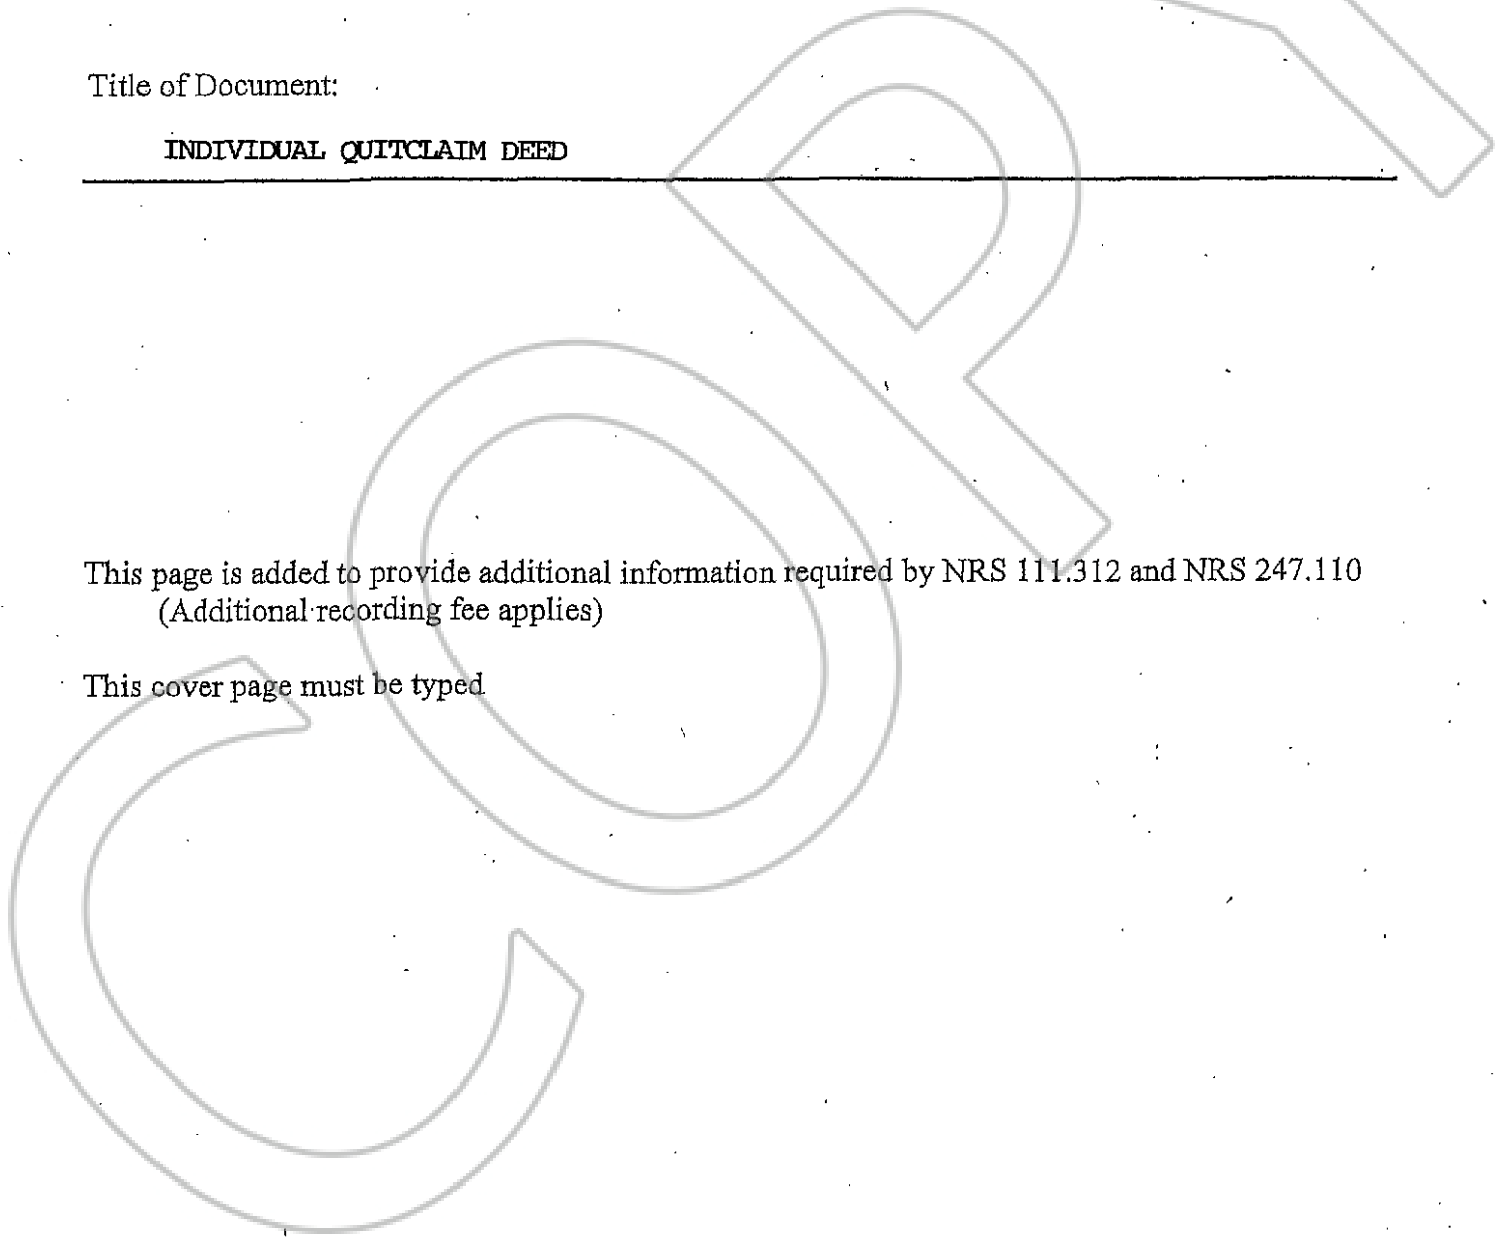 Title of Document:
INDIVIDUAL QUITCLAIM DEED
This page is added to provide additional information required by NRS 111.312 and NRS 247.110
(Additional recording fee applies)
This cover page must be typed
COPY